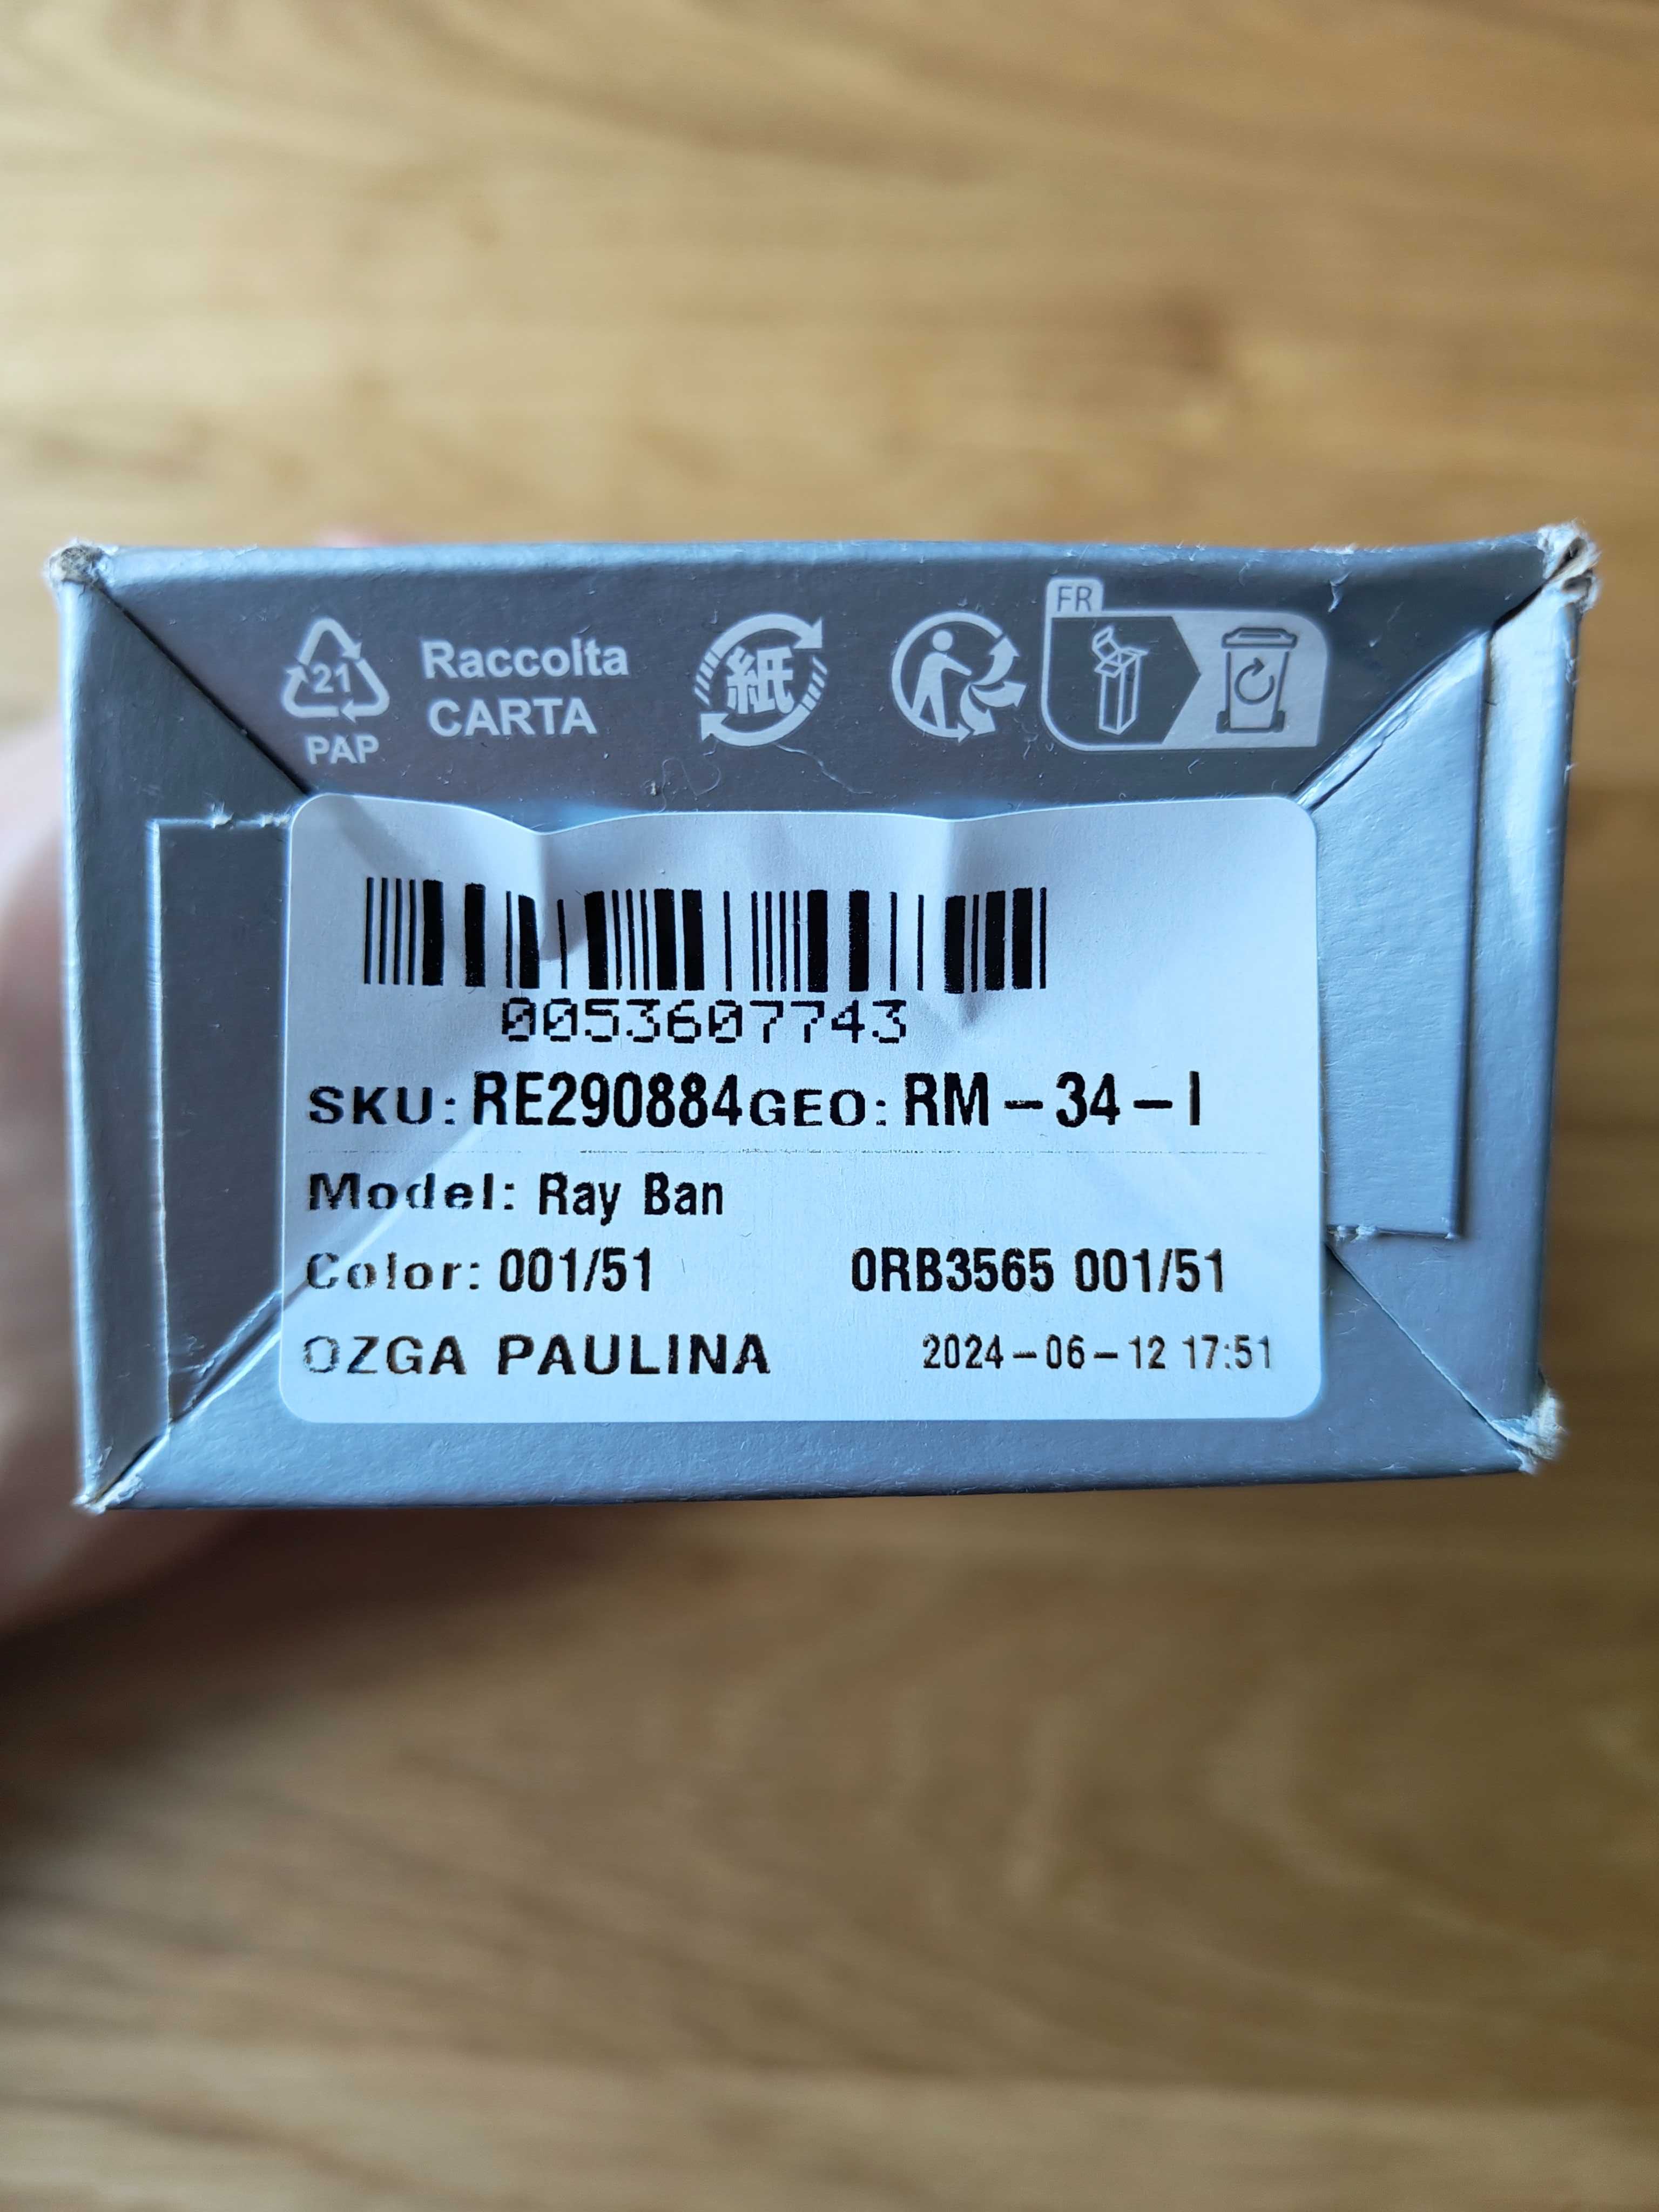 FR
21
PAP
Raccolta
CARTA
紙
0053607743
SKU: RE290884 GEO: RM-34-I
Model: Ray Ban
Color: 001/51 0RB3565 001/51
OZGA PAULINA 2024-06-12 17:51